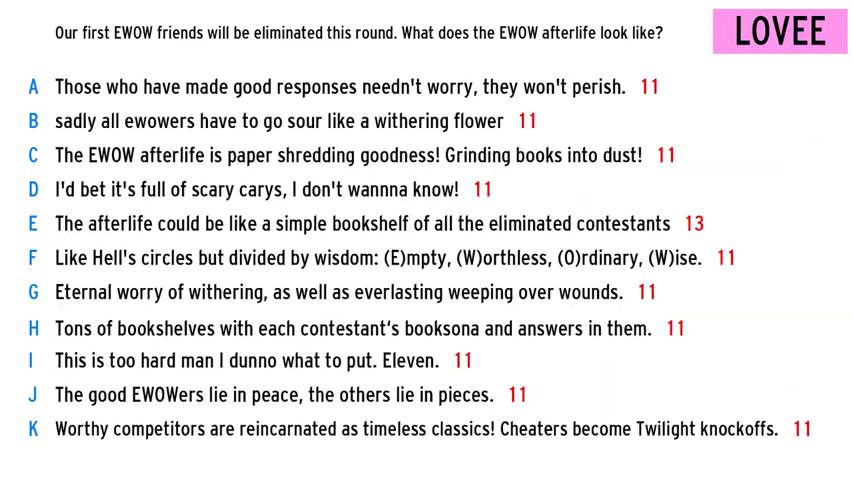 Our first EWOW friends will be eliminated this round. What does the EWOW afterlife look like?
LOVEE
A Those who have made good responses needn't worry, they won't perish. 11
B sadly all ewowers have to go sour like a withering flower 11
C The EWOW afterlife is paper shredding goodness! Grinding books into dust! 11
D I'd bet it's full of scary carys, I don't wannna know! 11
E The afterlife could be like a simple bookshelf of all the eliminated contestants 13
F Like Hell's circles but divided by wisdom: (E)mpty, (W)orthless, (O)rdinary, (W)ise. 11
G Eternal worry of withering, as well as everlasting weeping over wounds. 11
H Tons of bookshelves with each contestant's booksona and answers in them. 11
I This is too hard man I dunno what to put. Eleven. 11
J The good EWOWers lie in peace, the others lie in pieces. 11
K Worthy competitors are reincarnated as timeless classics! Cheaters become Twilight knockoffs. 11